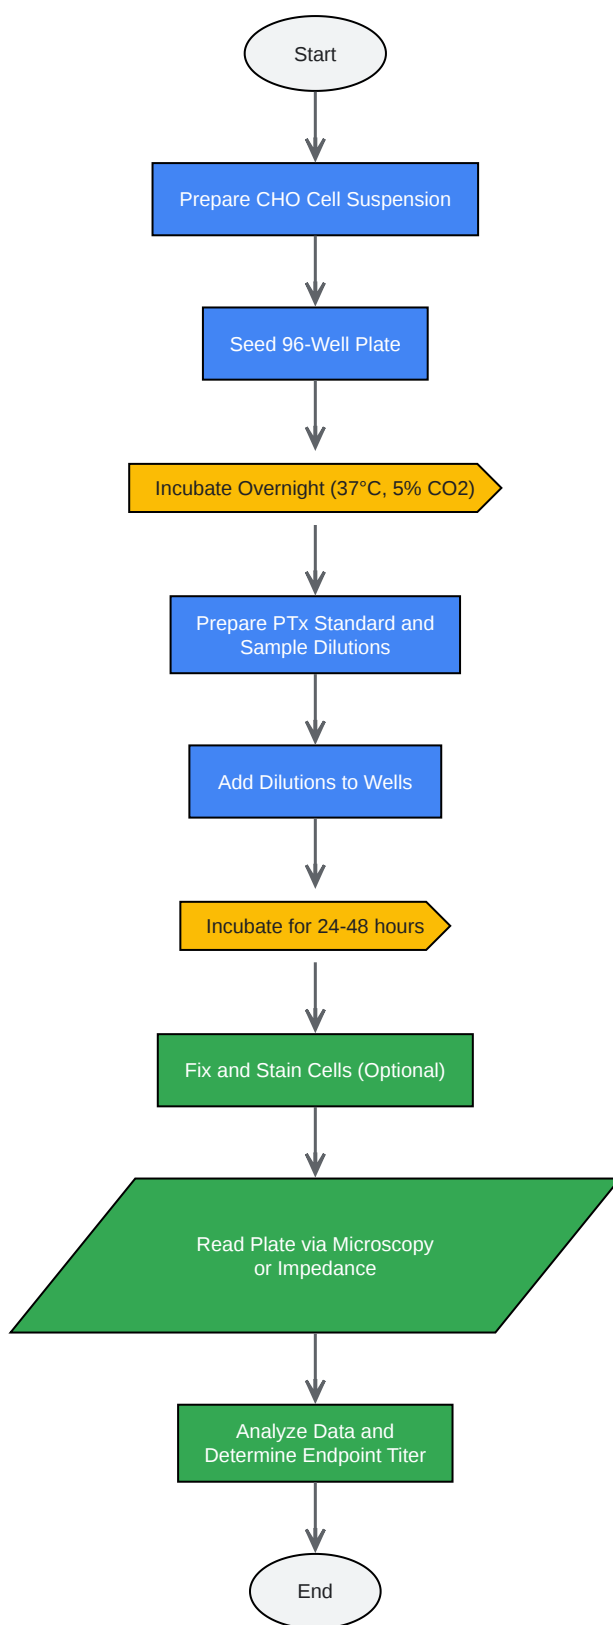 Start
Prepare CHO Cell Suspension
Seed 96-Well Plate
Incubate Overnight (37°C, 5% CO2)
Prepare PTx Standard and
Sample Dilutions
Add Dilutions to Wells
Incubate for 24-48 hours
Fix and Stain Cells (Optional)
Read Plate via Microscopy
or Impedance
Analyze Data and
Determine Endpoint Titer
End